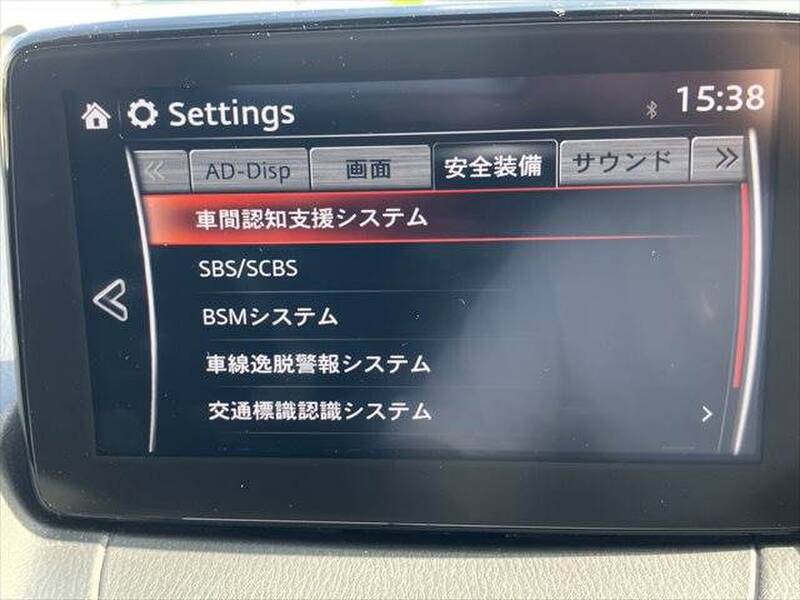 Settings 15:38
AD-Disp 画面 安全装備 サウンド
車間認知支援システム
SBS/SCBS
BSMシステム
車線逸脱警報システム
交通標識認識システム